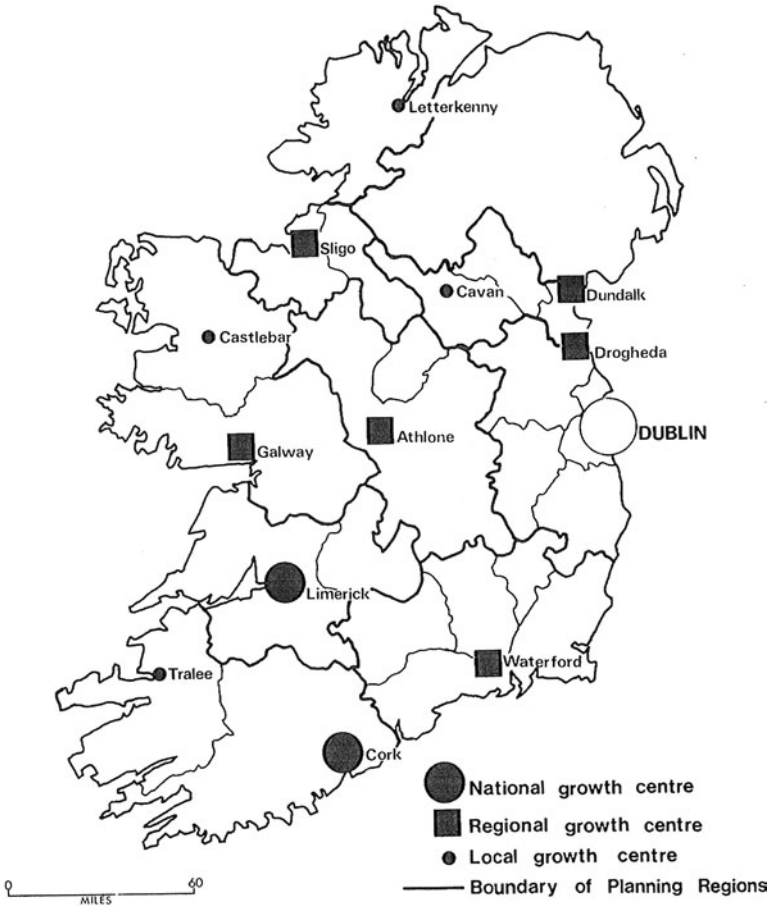 Letterkenny
Sligo
Cavan
Dundalk
Castlebar
Drogheda
Galway
Athlone
DUBLIN
Limerick
Waterford
Tralee
Cork
National growth centre
Regional growth centre
Local growth centre
Boundary of Planning Regions
0 60
MILES